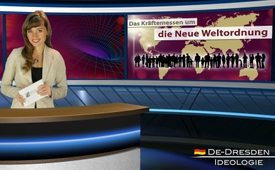 Das Kräftemessen um
die Neue Weltordnung
DE-DRESDEN
IDEOLOGIE